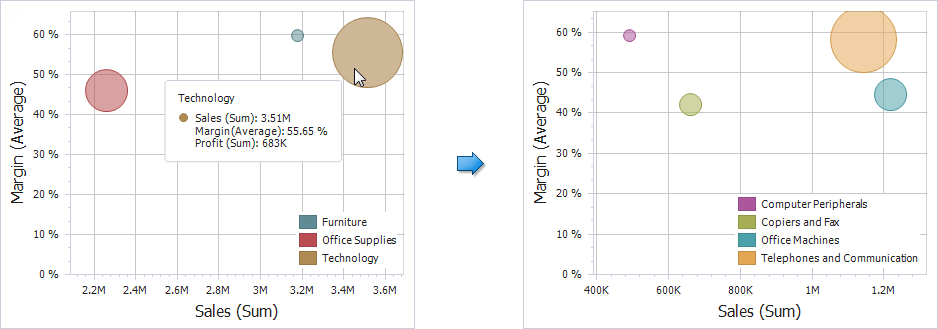 60 %
50 %
40 %
30 %
20 %
10 %
0 %
Margin (Average)
Technology
Sales (Sum): 3.51M
Margin(Average): 55.65 %
Profit (Sum): 683K
Furniture
Office Supplies
Technology
2.2M 2.4M 2.6M 2.8M 3M 3.2M 3.4M 3.6M
Sales (Sum)
60 %
50 %
40 %
30 %
20 %
10 %
0 %
Margin (Average)
Computer Peripherals
Copiers and Fax
Office Machines
Telephones and Communication
400K 600K 800K 1M 1.2M
Sales (Sum)